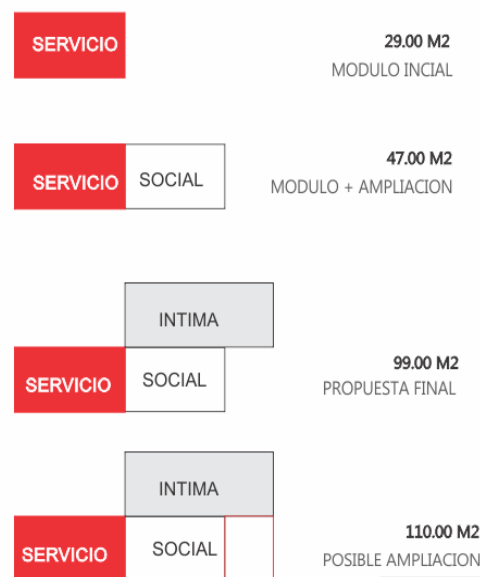 SERVICIO
29.00 M2
MODULO INCIAL
SERVICIO
SOCIAL
47.00 M2
MODULO + AMPLIACION
INTIMA
SERVICIO
SOCIAL
99.00 M2
PROPUESTA FINAL
INTIMA
SERVICIO
SOCIAL
110.00 M2
POSIBLE AMPLIACION